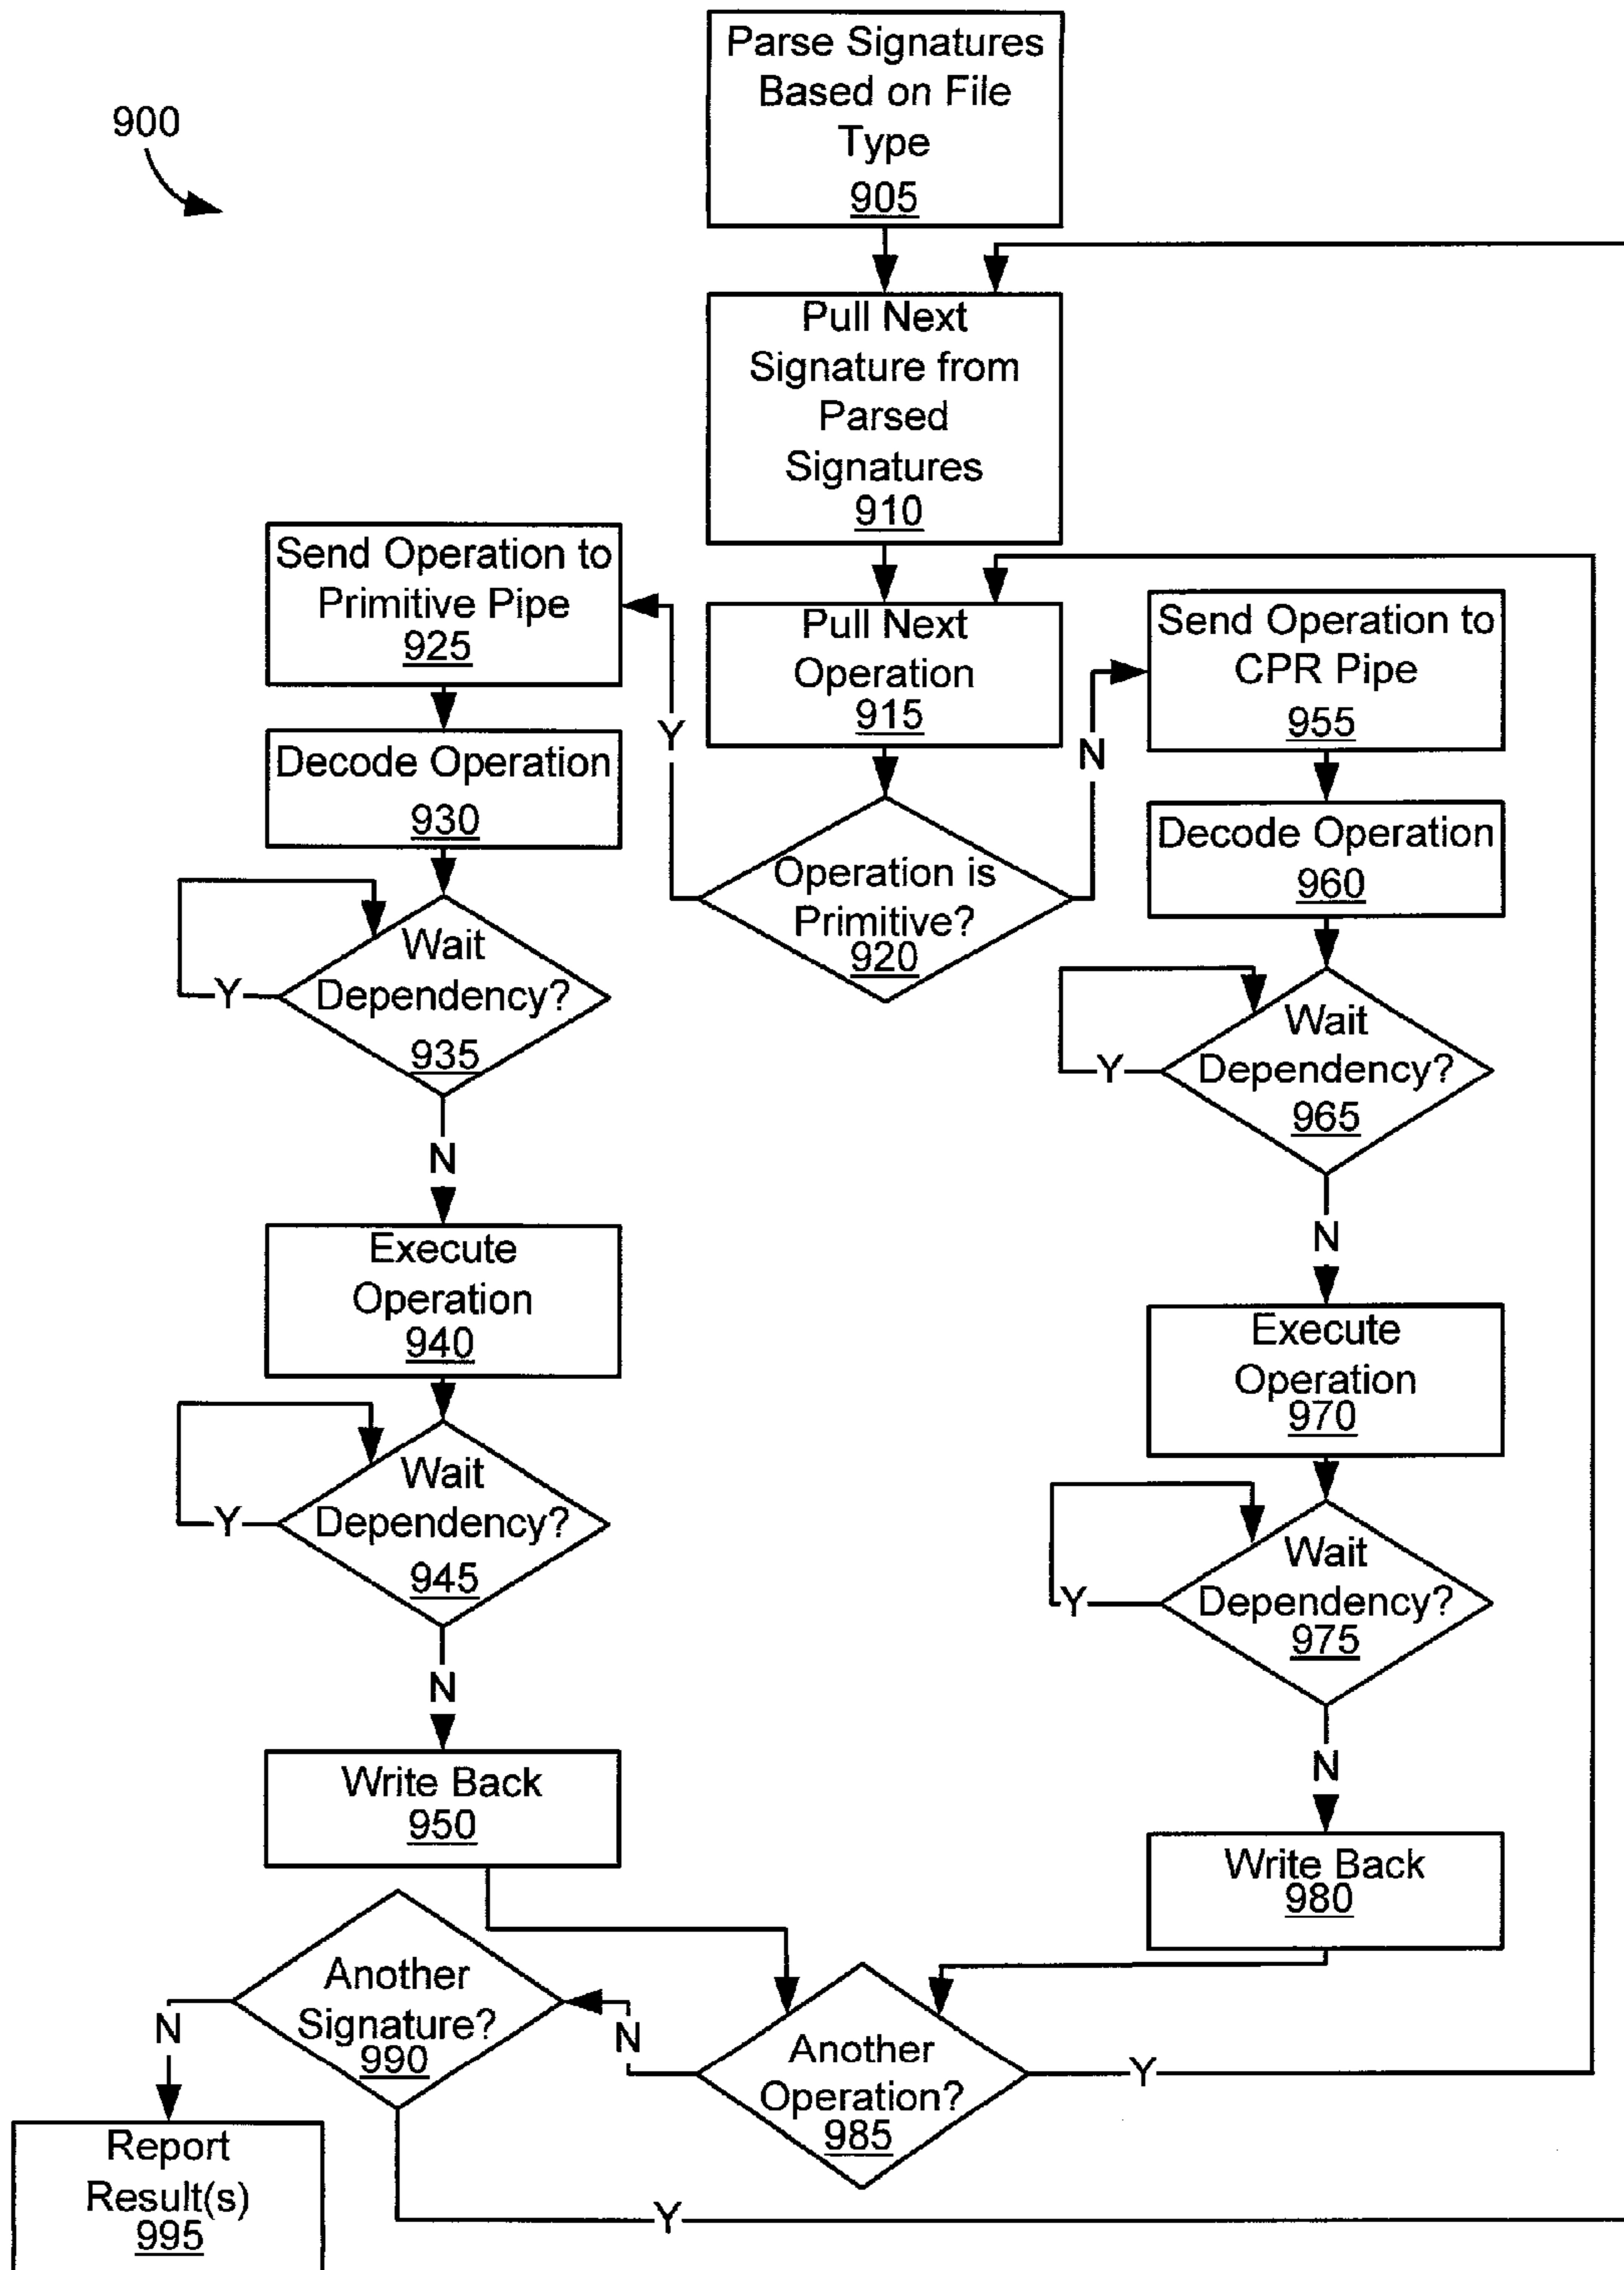 Parse Signatures
Based on File
Type
905
900
Pull Next
Signature from
Parsed
Signatures
910
Send Operation to
Primitive Pipe
925
Pull Next
Operation
915
Send Operation to
CPR Pipe
955
Y
N
Decode Operation
930
Operation is
Primitive?
920
Decode Operation
960
Wait
Dependency?
935
Y
Wait
Dependency?
965
Y
N
N
Execute
Operation
940
Execute
Operation
970
Wait
Dependency?
945
Y
Wait
Dependency?
975
Y
N
N
Write Back
950
Write Back
980
Another
Signature?
990
N
N
Another
Operation?
985
Y
Report
Result(s)
995
Y